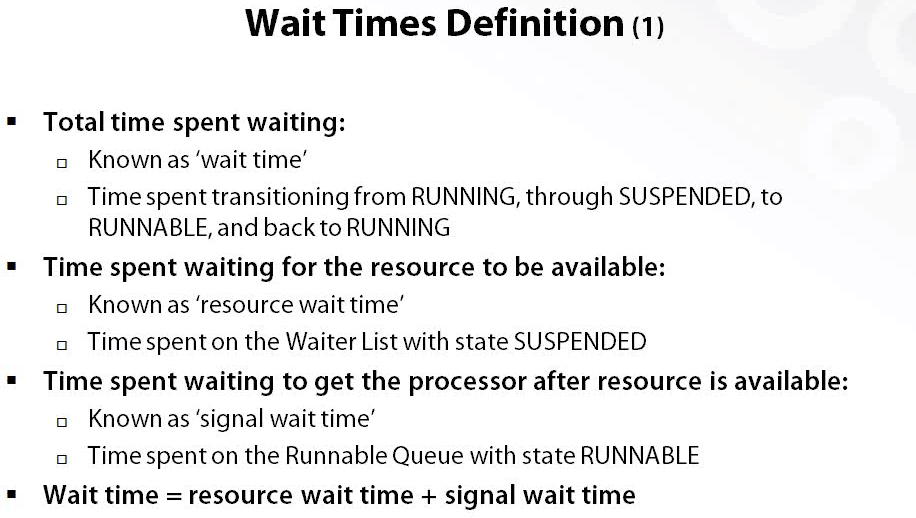 Wait Times Definition (1)
▪ Total time spent waiting:
▫ Known as ‘wait time’
▫ Time spent transitioning from RUNNING, through SUSPENDED, to
RUNNABLE, and back to RUNNING
▪ Time spent waiting for the resource to be available:
▫ Known as ‘resource wait time’
▫ Time spent on the Waiter List with state SUSPENDED
▪ Time spent waiting to get the processor after resource is available:
▫ Known as ‘signal wait time’
▫ Time spent on the Runnable Queue with state RUNNABLE
▪ Wait time = resource wait time + signal wait time